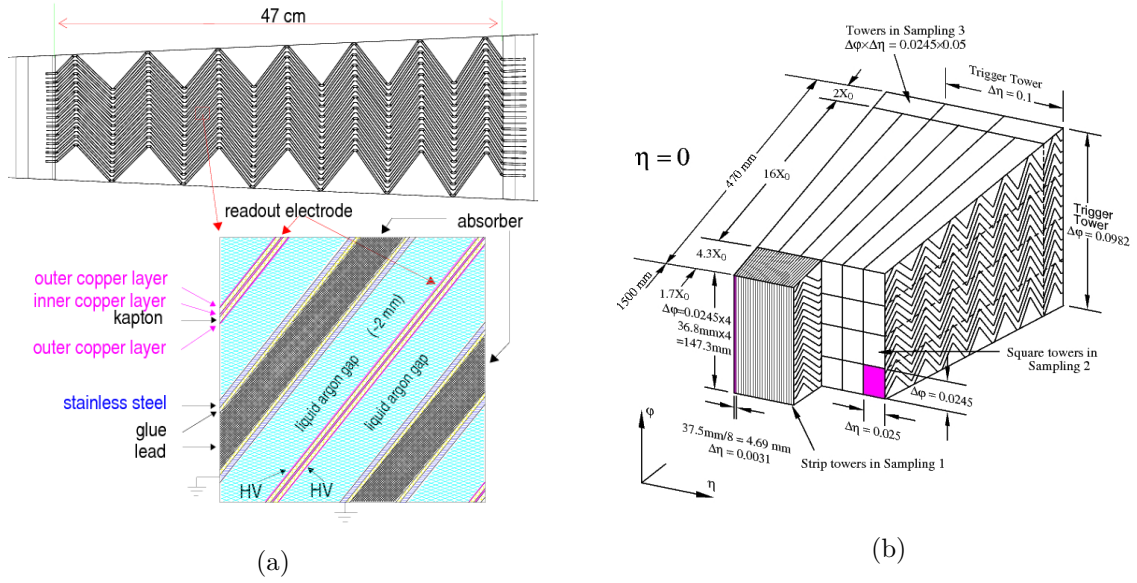 47 cm
readout electrode
absorber
outer copper layer
inner copper layer
kapton
outer copper layer
stainless steel
glue
lead
liquid argon gap
(~2 mm)
liquid argon gap
HV
HV
(a)
Towers in Sampling 3
Δφ×Δη = 0.0245×0.05
Trigger Tower
Δη = 0.1
2X₀
η = 0
470 mm
16X₀
Trigger
Tower
Δφ = 0.0982
4.3X₀
1500 mm
1.7X₀
Δφ=0.0245x4
36.8mmx4
=147.3mm
Square towers in
Sampling 2
Δφ = 0.0245
φ
37.5mm/8 = 4.69 mm
Δη = 0.0031
Δη = 0.025
Strip towers in Sampling 1
η
(b)